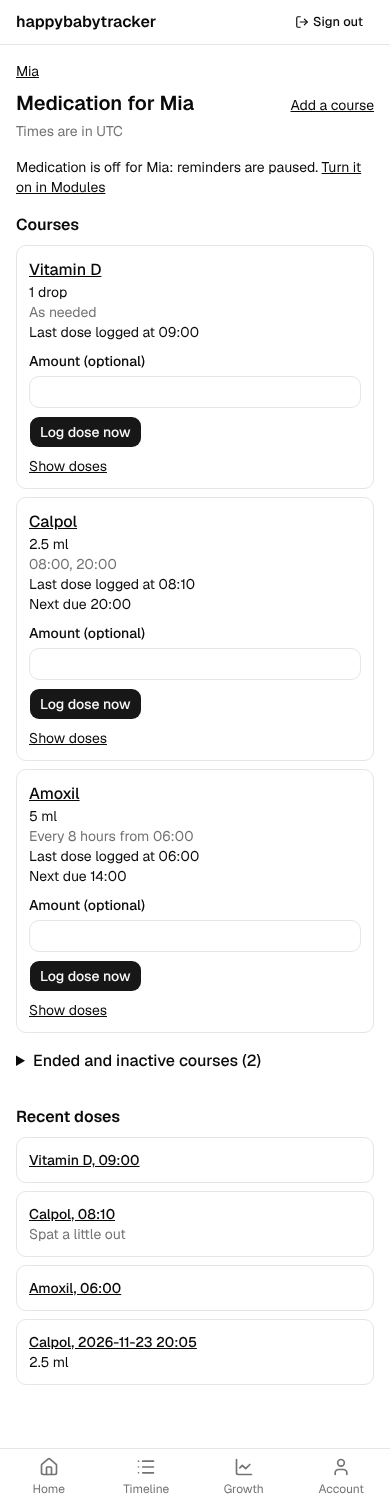 happybabytracker
Sign out
Mia
Medication for Mia
Add a course
Times are in UTC
Medication is off for Mia: reminders are paused. Turn it
on in Modules
Courses
Vitamin D
1 drop
As needed
Last dose logged at 09:00
Amount (optional)
Log dose now
Show doses
Calpol
2.5 ml
08:00, 20:00
Last dose logged at 08:10
Next due 20:00
Amount (optional)
Log dose now
Show doses
Amoxil
5 ml
Every 8 hours from 06:00
Last dose logged at 06:00
Next due 14:00
Amount (optional)
Log dose now
Show doses
Ended and inactive courses (2)
Recent doses
Vitamin D, 09:00
Calpol, 08:10
Spat a little out
Amoxil, 06:00
Calpol, 2026-11-23 20:05
2.5 ml
Home
Timeline
Growth
Account